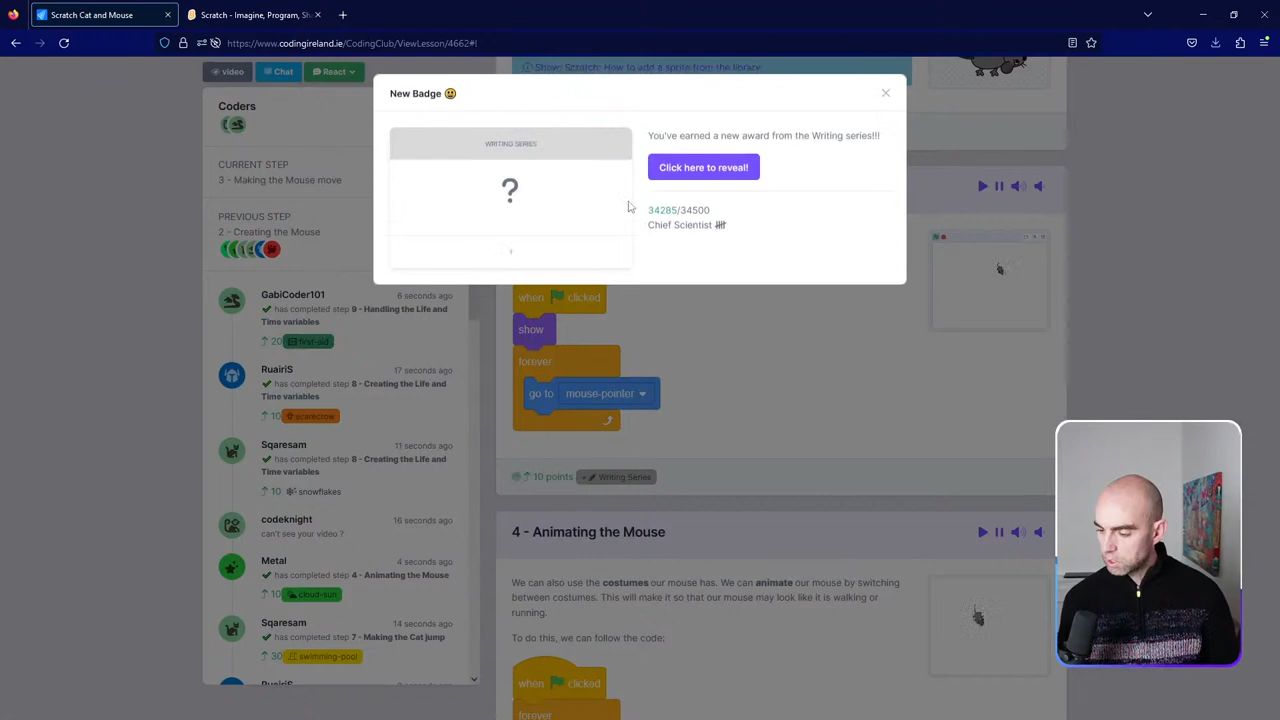 Scratch Cat and Mouse
Scratch - Imagine, Program, Sh
https://www.codingireland.ie/CodingClub/ViewLesson/4662#!
video
Chat
React
Show: Scratch: How to add a sprite from the library
New Badge
WRITING SERIES
?
You've earned a new award from the Writing series!!!
Click here to reveal!
34285/34500
Chief Scientist
Coders
CURRENT STEP
3 - Making the Mouse move
PREVIOUS STEP
2 - Creating the Mouse
GabiCoder101
6 seconds ago
has completed step 9 - Handling the Life and
Time variables
20
first-aid
RuairiS
17 seconds ago
has completed step 8 - Creating the Life and
Time variables
10
scarecrow
Sqaresam
11 seconds ago
has completed step 8 - Creating the Life and
Time variables
10
snowflakes
codeknight
16 seconds ago
can't see your video ?
Metal
4 seconds ago
has completed step 4 - Animating the Mouse
10
cloud-sun
Sqaresam
14 seconds ago
has completed step 7 - Making the Cat jump
30
swimming-pool
RuairiS
when clicked
show
forever
go to mouse-pointer
10 points
Writing Series
4 - Animating the Mouse
We can also use the costumes our mouse has. We can animate our mouse by switching
between costumes. This will make it so that our mouse may look like it is walking or
running.
To do this, we can follow the code:
when clicked
forever